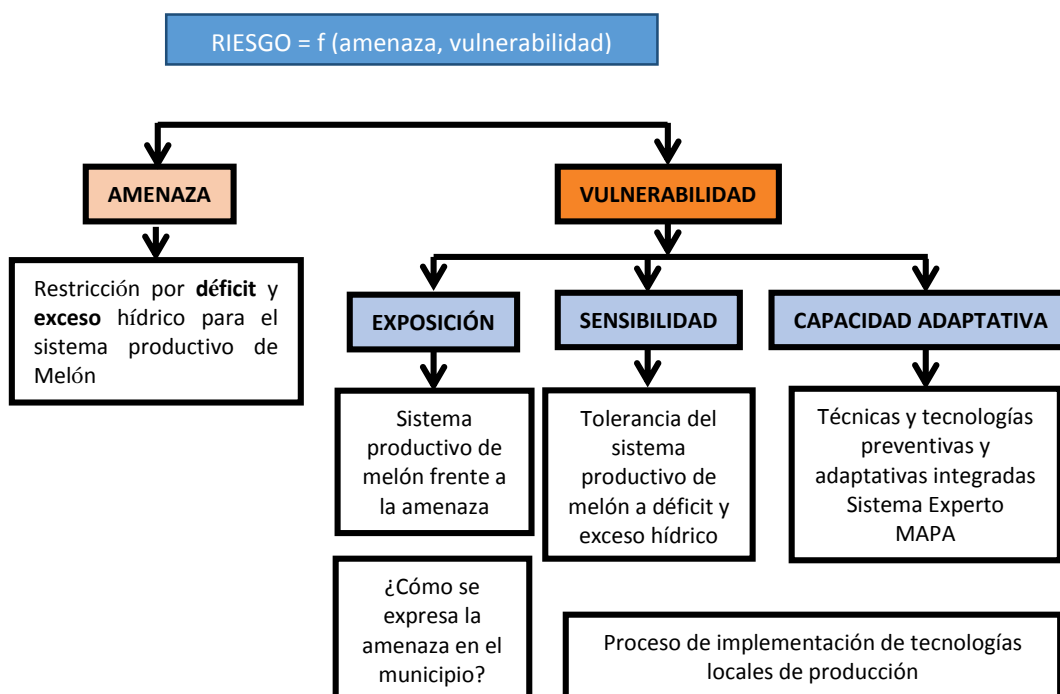 RIESGO = f (amenaza, vulnerabilidad)
AMENAZA
VULNERABILIDAD
Restricción por déficit y
exceso hídrico para el
sistema productivo de
Melón
EXPOSICIÓN
SENSIBILIDAD
CAPACIDAD ADAPTATIVA
Sistema
productivo de
melón frente a
la amenaza
Tolerancia del
sistema
productivo de
melón a déficit y
exceso hídrico
Técnicas y tecnologías
preventivas y
adaptativas integradas
Sistema Experto
MAPA
¿Cómo se
expresa la
amenaza en el
municipio?
Proceso de implementación de tecnologías
locales de producción